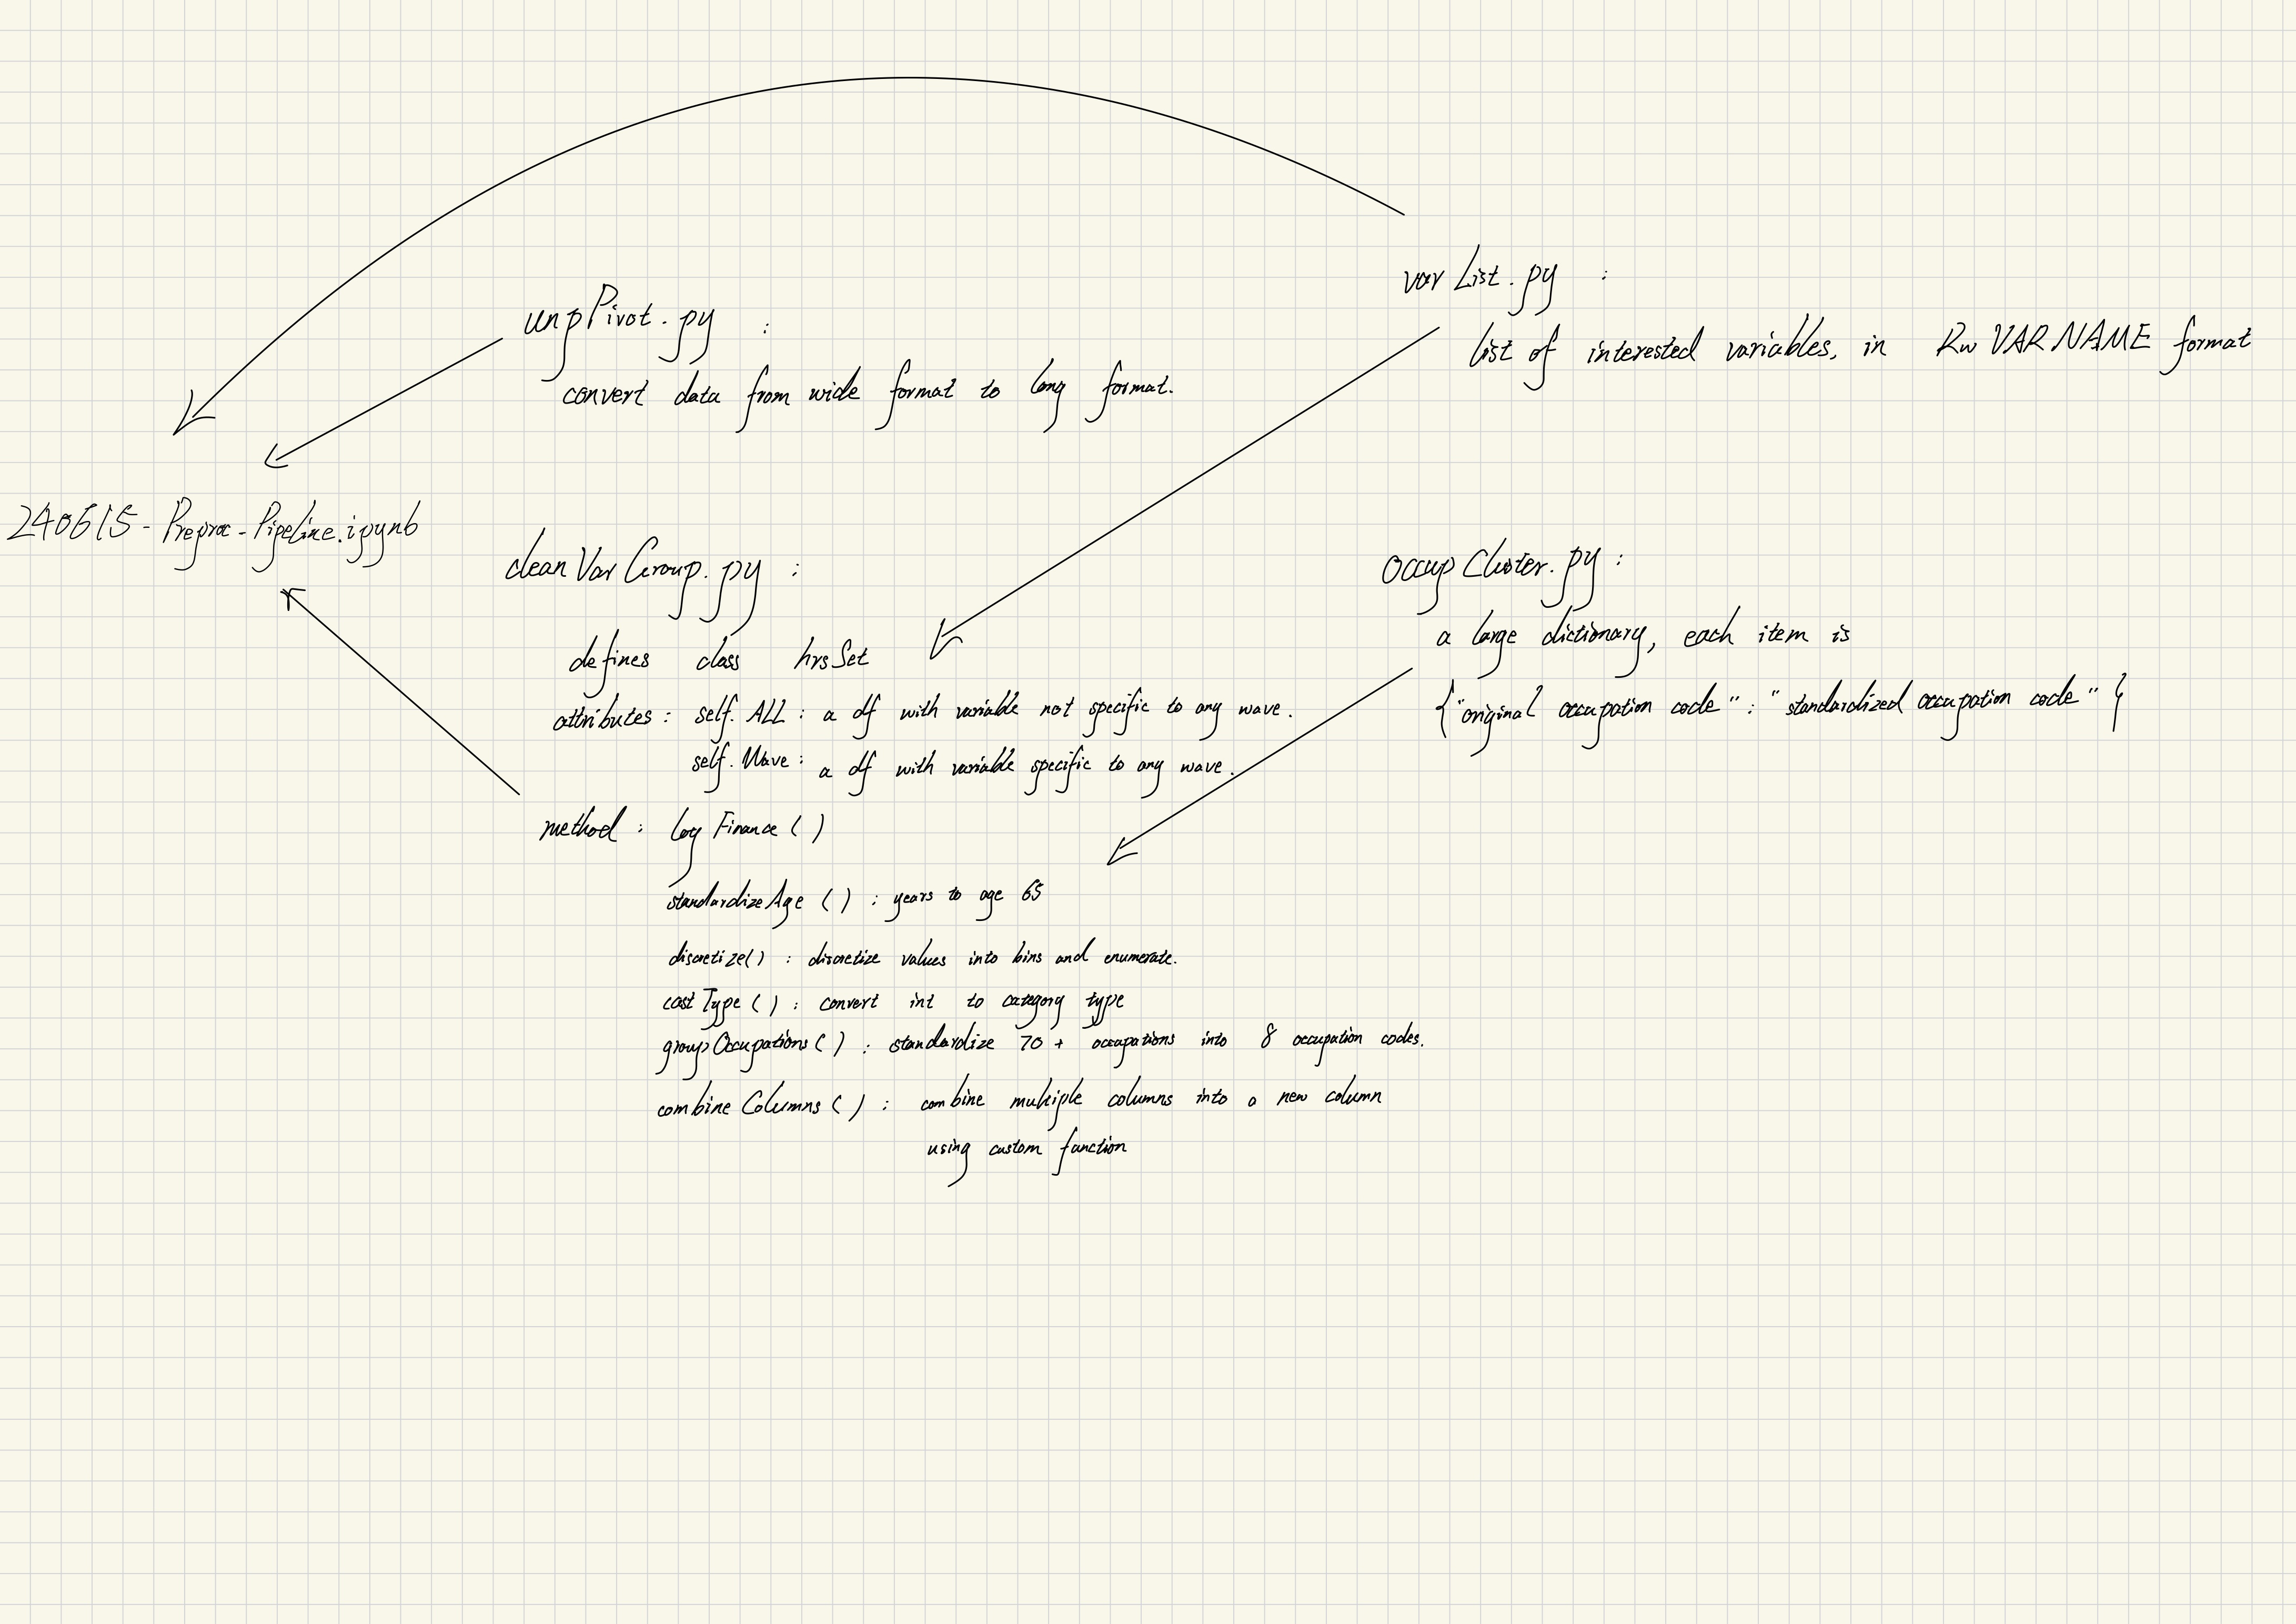 varList.py :
list of interested variables, in RwVARNAME format
unpPivot.py :
convert data from wide format to long format.
240615-Preproc-Pipeline.ipynb
cleanVarGroup.py :
defines class hrsSet
attributes : self.ALL : a df with variable not specific to any wave.
self.Wave : a df with variable specific to any wave.
method : logFinance()
standardizeAge() : years to age 65
discretize() : discretize values into bins and enumerate.
castType() : convert int to category type
groupOccupations() : standardize 70+ occupations into 8 occupation codes.
combineColumns() : combine multiple columns into a new column
using custom function
occupCluster.py :
a large dictionary, each item is
{"original occupation code" : "standardized occupation code"}